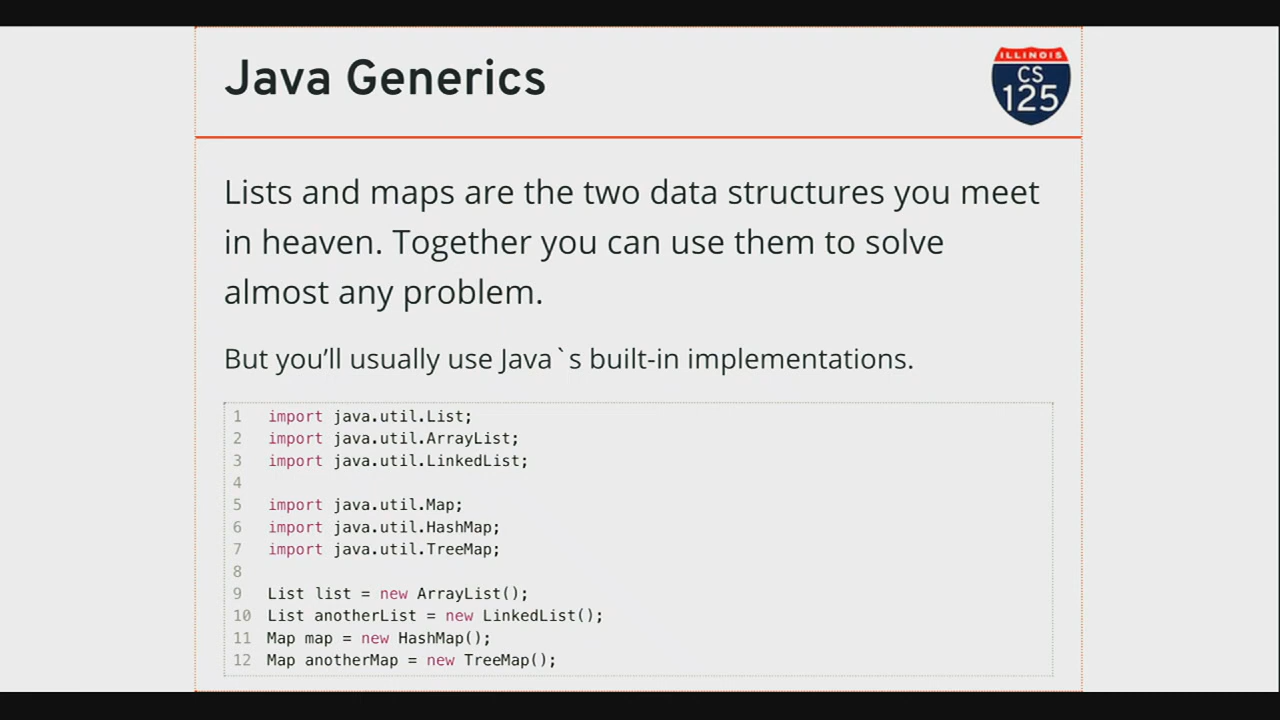 Java Generics
ILLINOIS
CS
125
Lists and maps are the two data structures you meet
in heaven. Together you can use them to solve
almost any problem.
But you’ll usually use Java`s built-in implementations.
1 import java.util.List;
2 import java.util.ArrayList;
3 import java.util.LinkedList;
4
5 import java.util.Map;
6 import java.util.HashMap;
7 import java.util.TreeMap;
8
9 List list = new ArrayList();
10 List anotherList = new LinkedList();
11 Map map = new HashMap();
12 Map anotherMap = new TreeMap();